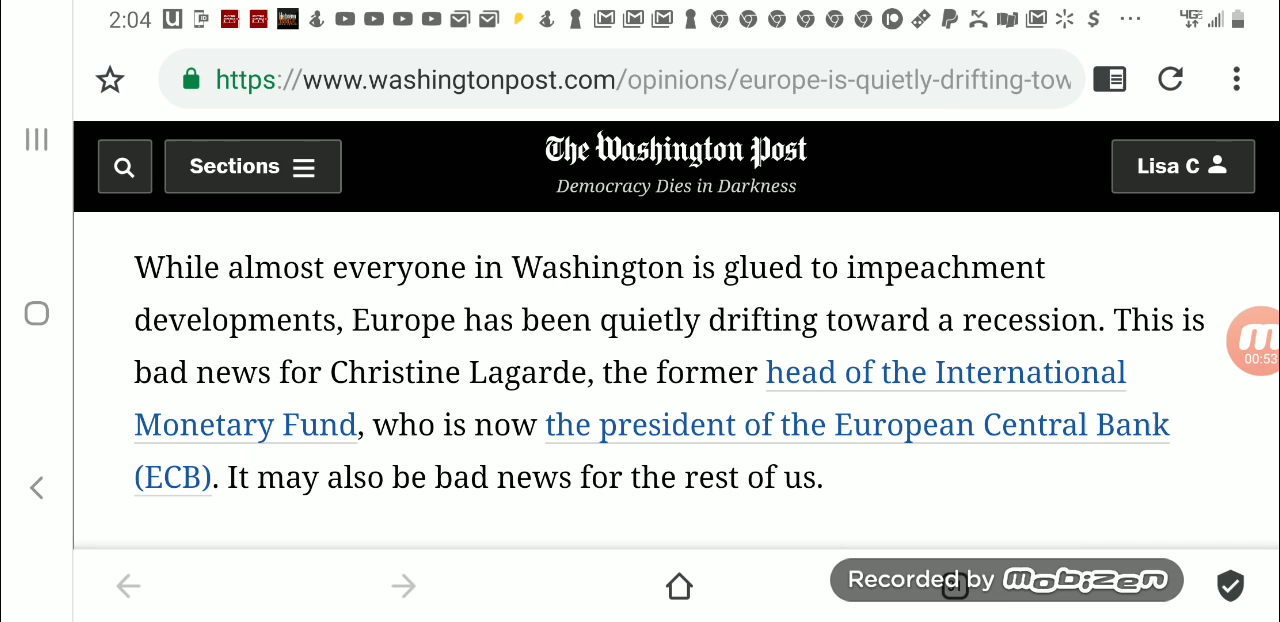 2:04
https://www.washingtonpost.com/opinions/europe-is-quietly-drifting-tow
Sections
The Washington Post
Democracy Dies in Darkness
Lisa C
While almost everyone in Washington is glued to impeachment
developments, Europe has been quietly drifting toward a recession. This is
bad news for Christine Lagarde, the former head of the International
Monetary Fund, who is now the president of the European Central Bank
(ECB). It may also be bad news for the rest of us.
00:53
Recorded by mobizen